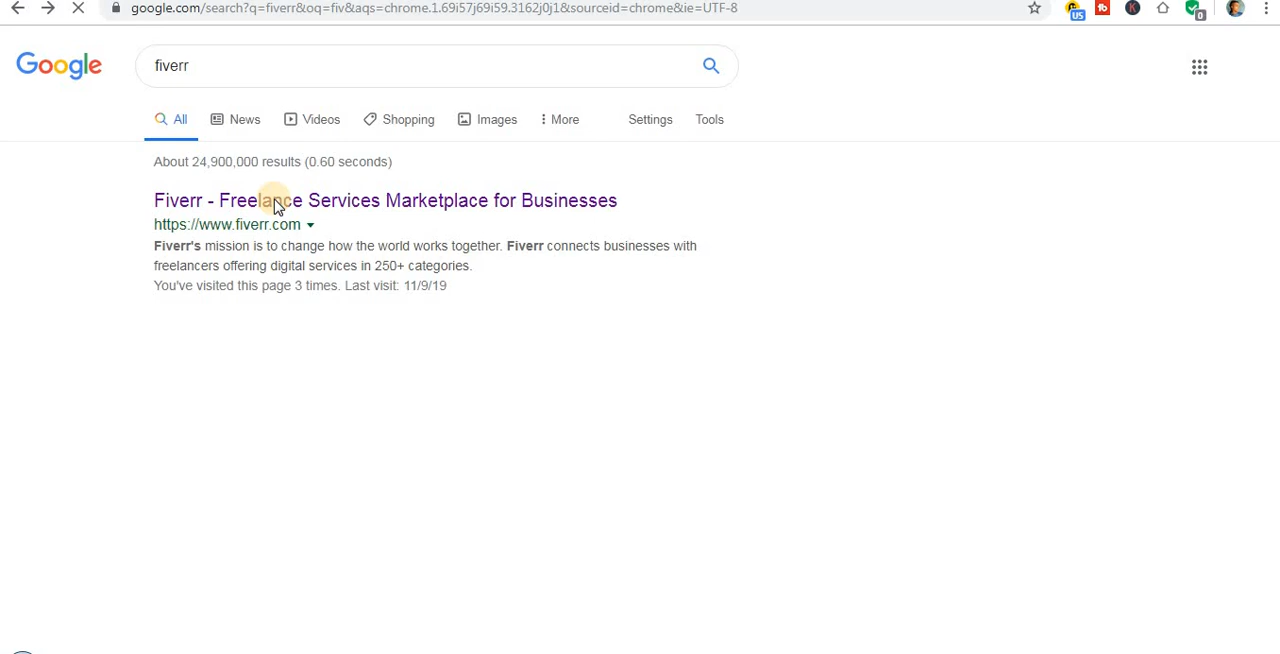 google.com/search?q=fiverr&oq=fiv&aqs=chrome.1.69i57j69i59.3162j0j1&sourceid=chrome&ie=UTF-8
US
K
0
Google
fiverr
All News Videos Shopping Images More Settings Tools
About 24,900,000 results (0.60 seconds)
Fiverr - Freelance Services Marketplace for Businesses
https://www.fiverr.com
Fiverr's mission is to change how the world works together. Fiverr connects businesses with
freelancers offering digital services in 250+ categories.
You've visited this page 3 times. Last visit: 11/9/19